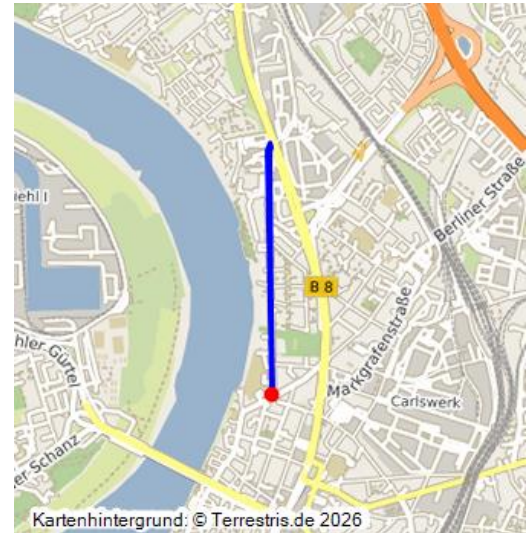 iehl I
Berliner Straße
B 8
Markgrafenstraße
hler-Gürtel
Carlswerk
er-Schanz
Kartenhintergrund: © Terrestris.de 2026